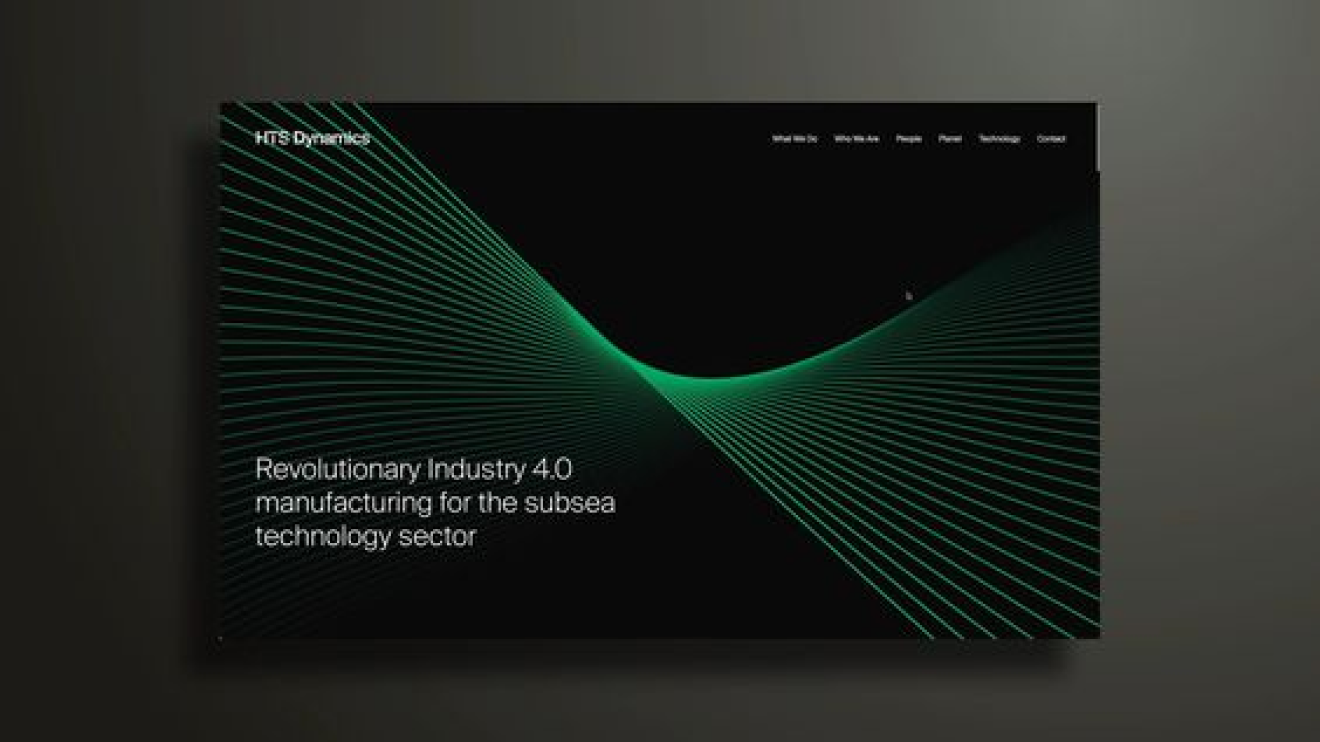 HTS Dynamics
What We Do Who We Are People Planet Technology Contact
Revolutionary Industry 4.0
manufacturing for the subsea
technology sector